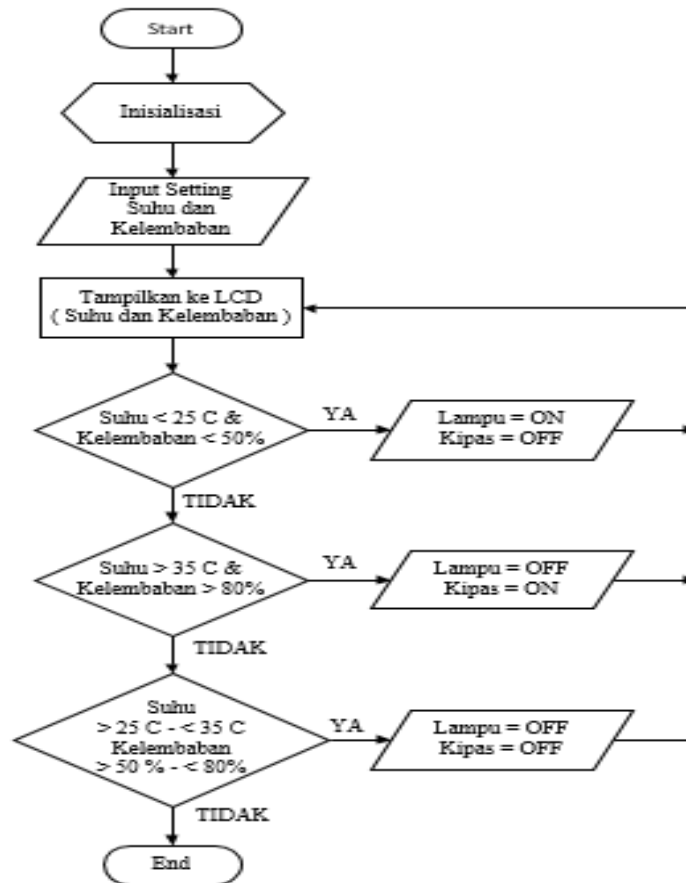 Start
Inisialisasi
Input Setting
Suhu dan
Kelembaban
Tampilkan ke LCD
( Suhu dan Kelembaban )
Suhu < 25 C &
Kelembaban < 50%
YA
Lampu = ON
Kipas = OFF
TIDAK
Suhu > 35 C &
Kelembaban > 80%
YA
Lampu = OFF
Kipas = ON
TIDAK
Suhu
> 25 C - < 35 C
Kelembaban
> 50 % - < 80%
YA
Lampu = OFF
Kipas = OFF
TIDAK
End